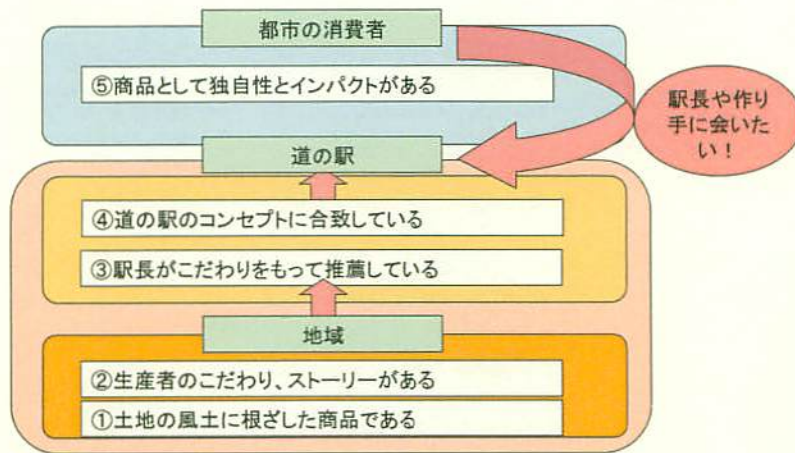 都市の消費者
⑤商品として独自性とインパクトがある
駅長や作り
手に会いた
い！
道の駅
④道の駅のコンセプトに合致している
③駅長がこだわりをもって推薦している
地域
②生産者のこだわり、ストーリーがある
①土地の風土に根ざした商品である